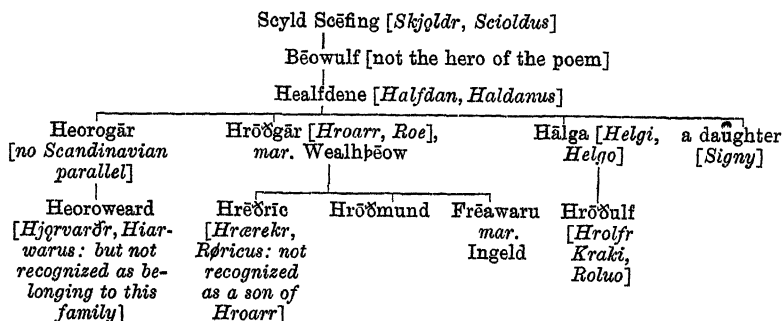 Scyld Scēfing [Skjǫldr, Scioldus]
Bēowulf [not the hero of the poem]
Healfdene [Halfdan, Haldanus]
Heorogār
[no Scandinavian
parallel]
Hrōðgār [Hroarr, Roe],
mar. Wealhþēow
Hālga [Helgi,
Helgo]
a daughter
[Signy]
Heoroweard
[Hjǫrvarðr, Hiar-
warus: but not
recognized as be-
longing to this
family]
Hrēðrīc
[Hrærekr,
Røricus: not
recognized
as a son of
Hroarr]
Hrōðmund
Frēawaru
mar.
Ingeld
Hrōðulf
[Hrolfr
Kraki,
Roluo]